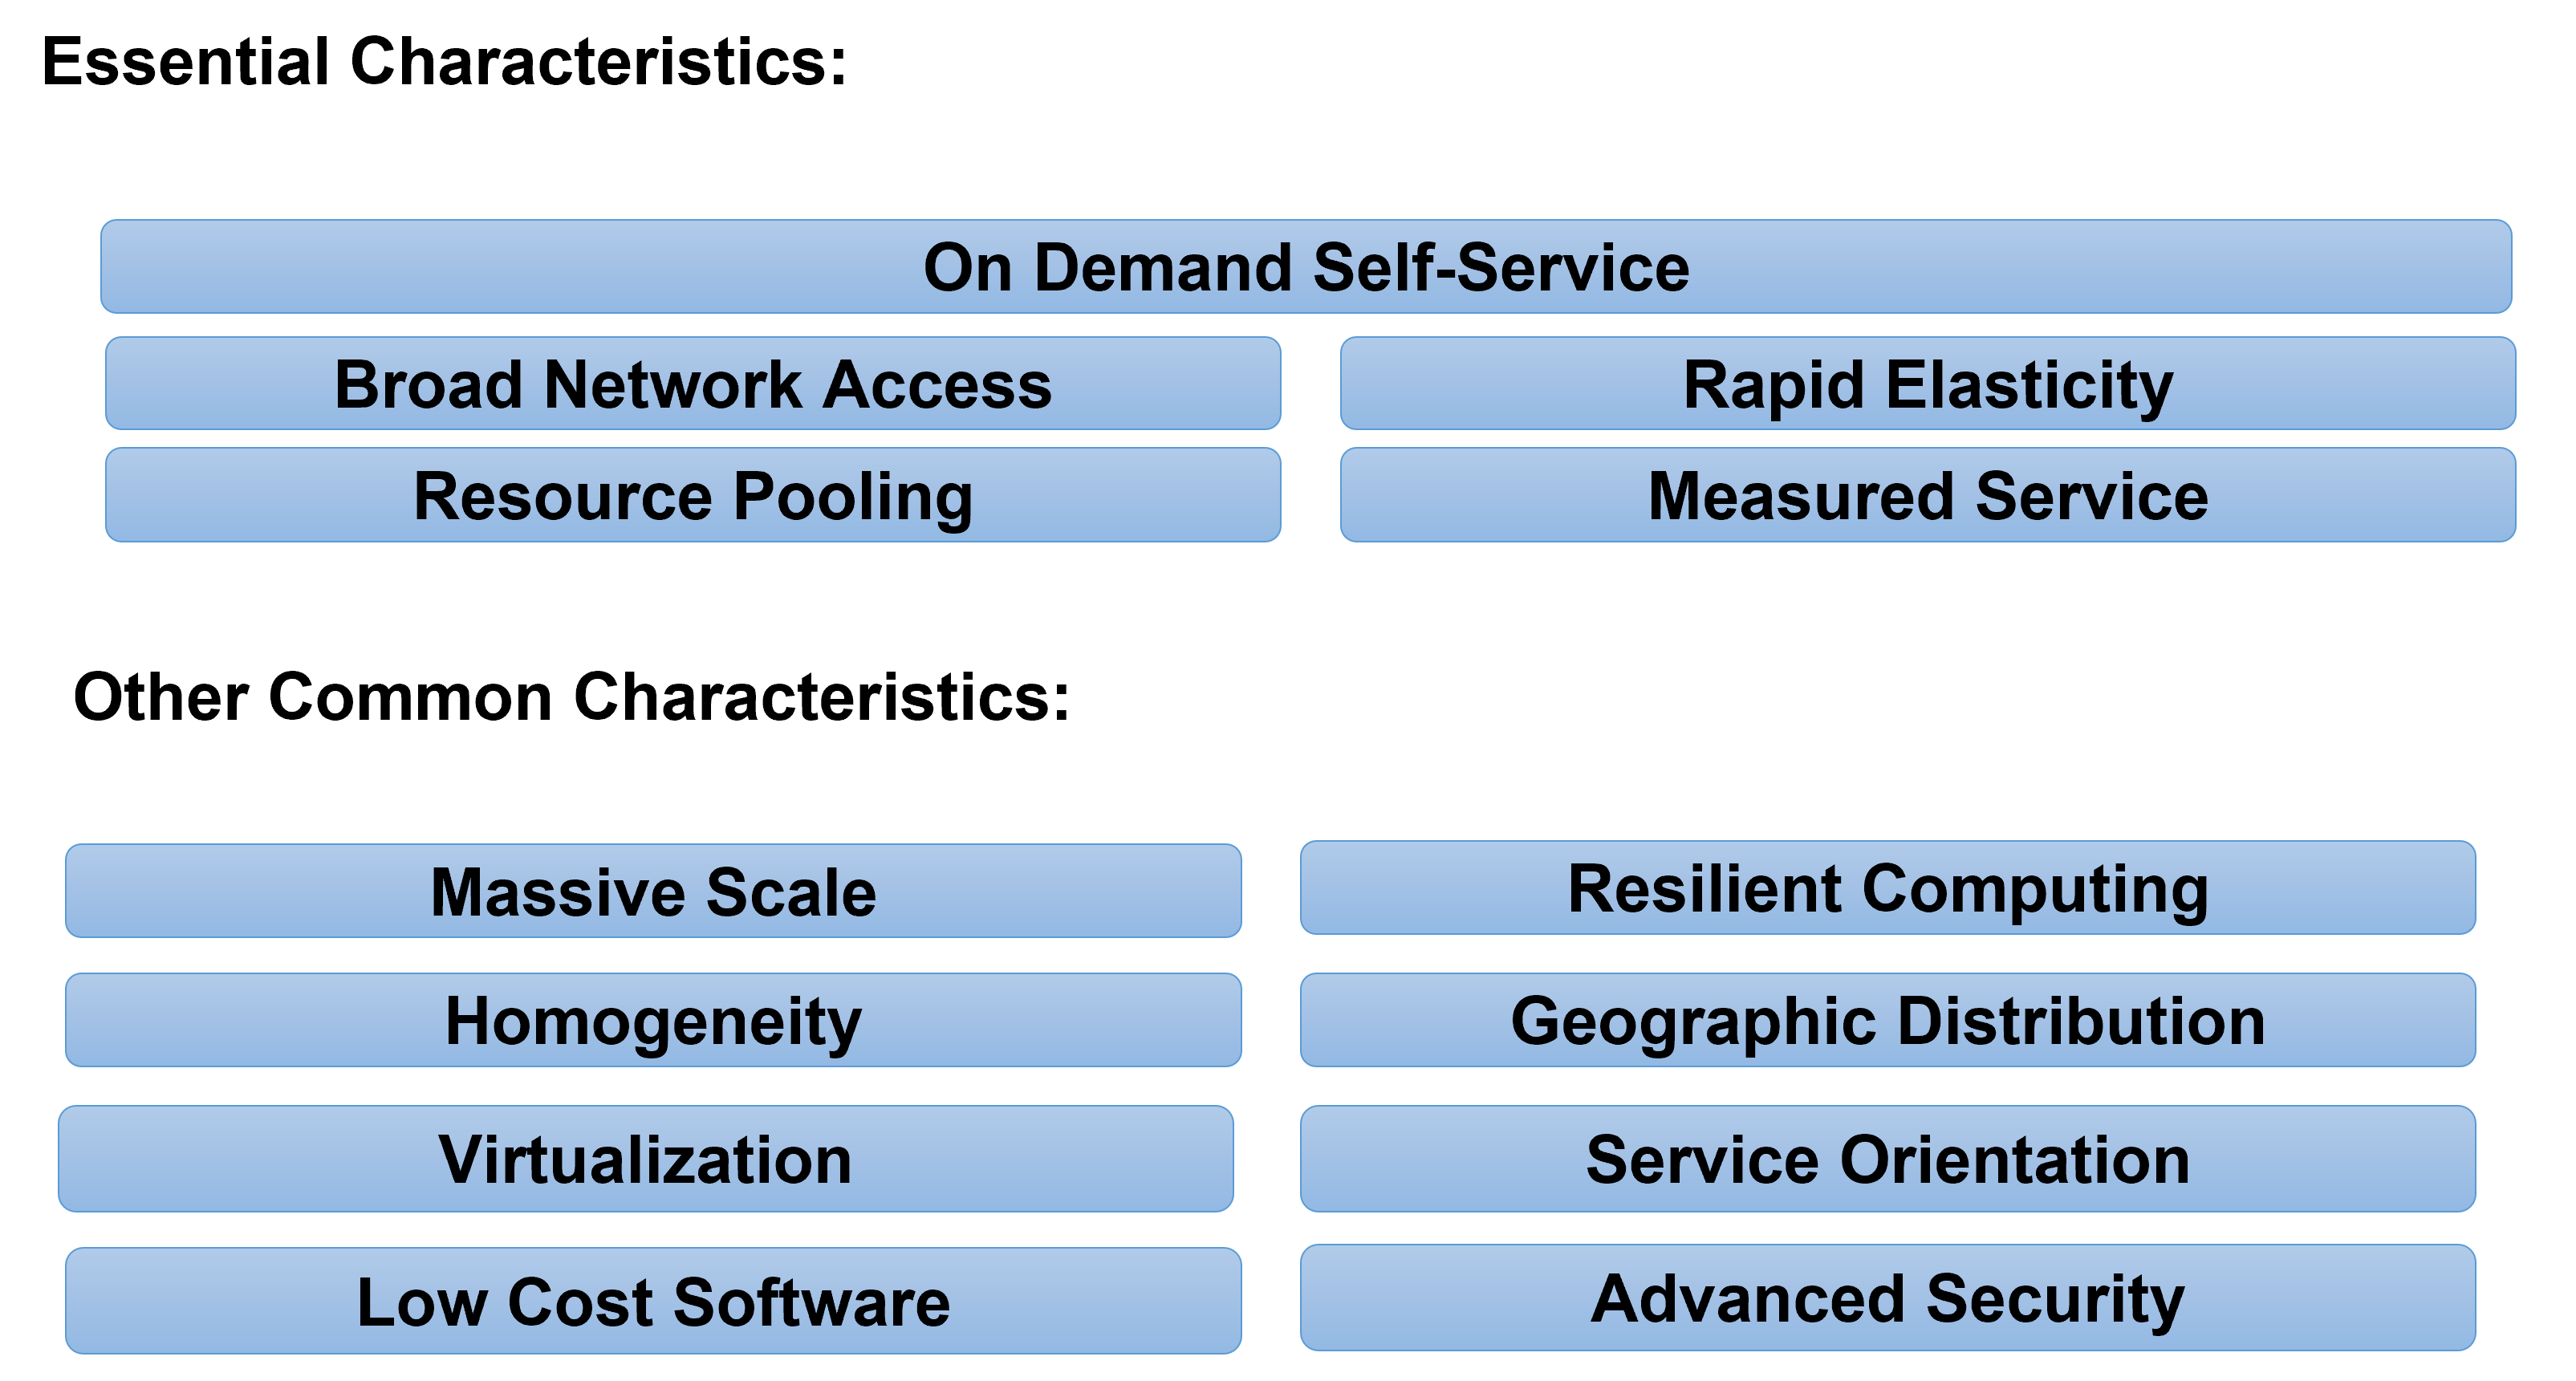 Essential Characteristics:
On Demand Self-Service
Broad Network Access
Rapid Elasticity
Resource Pooling
Measured Service
Other Common Characteristics:
Massive Scale
Resilient Computing
Homogeneity
Geographic Distribution
Virtualization
Service Orientation
Low Cost Software
Advanced Security